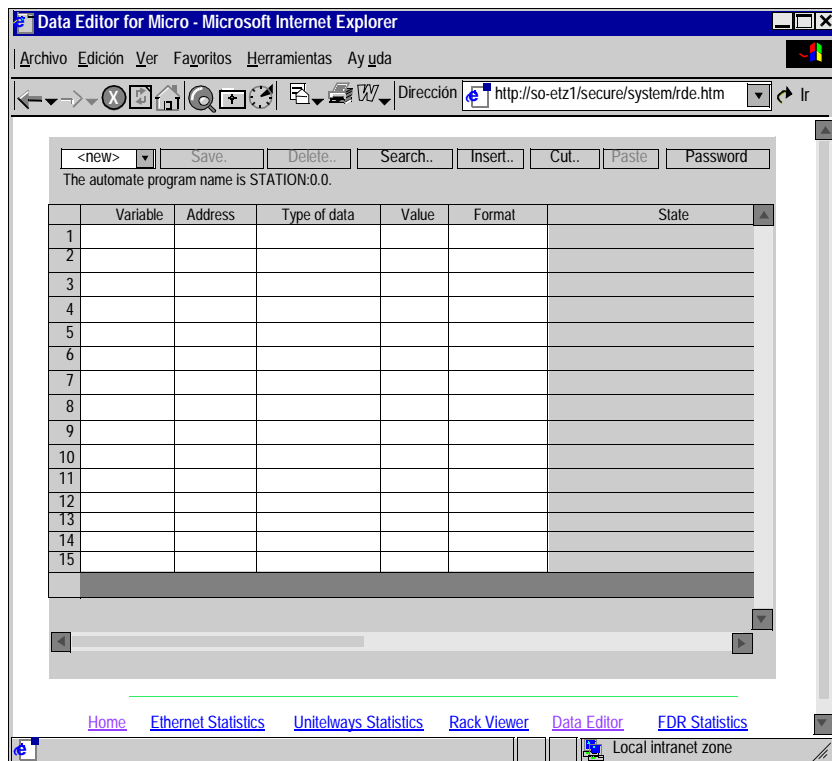 Data Editor for Micro - Microsoft Internet Explorer
Archivo Edición Ver Favoritos Herramientas Ay uda
Dirección http://so-etz1/secure/system/rde.htm Ir
<new> Save. Delete.. Search.. Insert.. Cut.. Paste Password
The automate program name is STATION:0.0.
Variable Address Type of data Value Format State
1
2
3
4
5
6
7
8
9
10
11
12
13
14
15
Home Ethernet Statistics Unitelways Statistics Rack Viewer Data Editor FDR Statistics
Local intranet zone